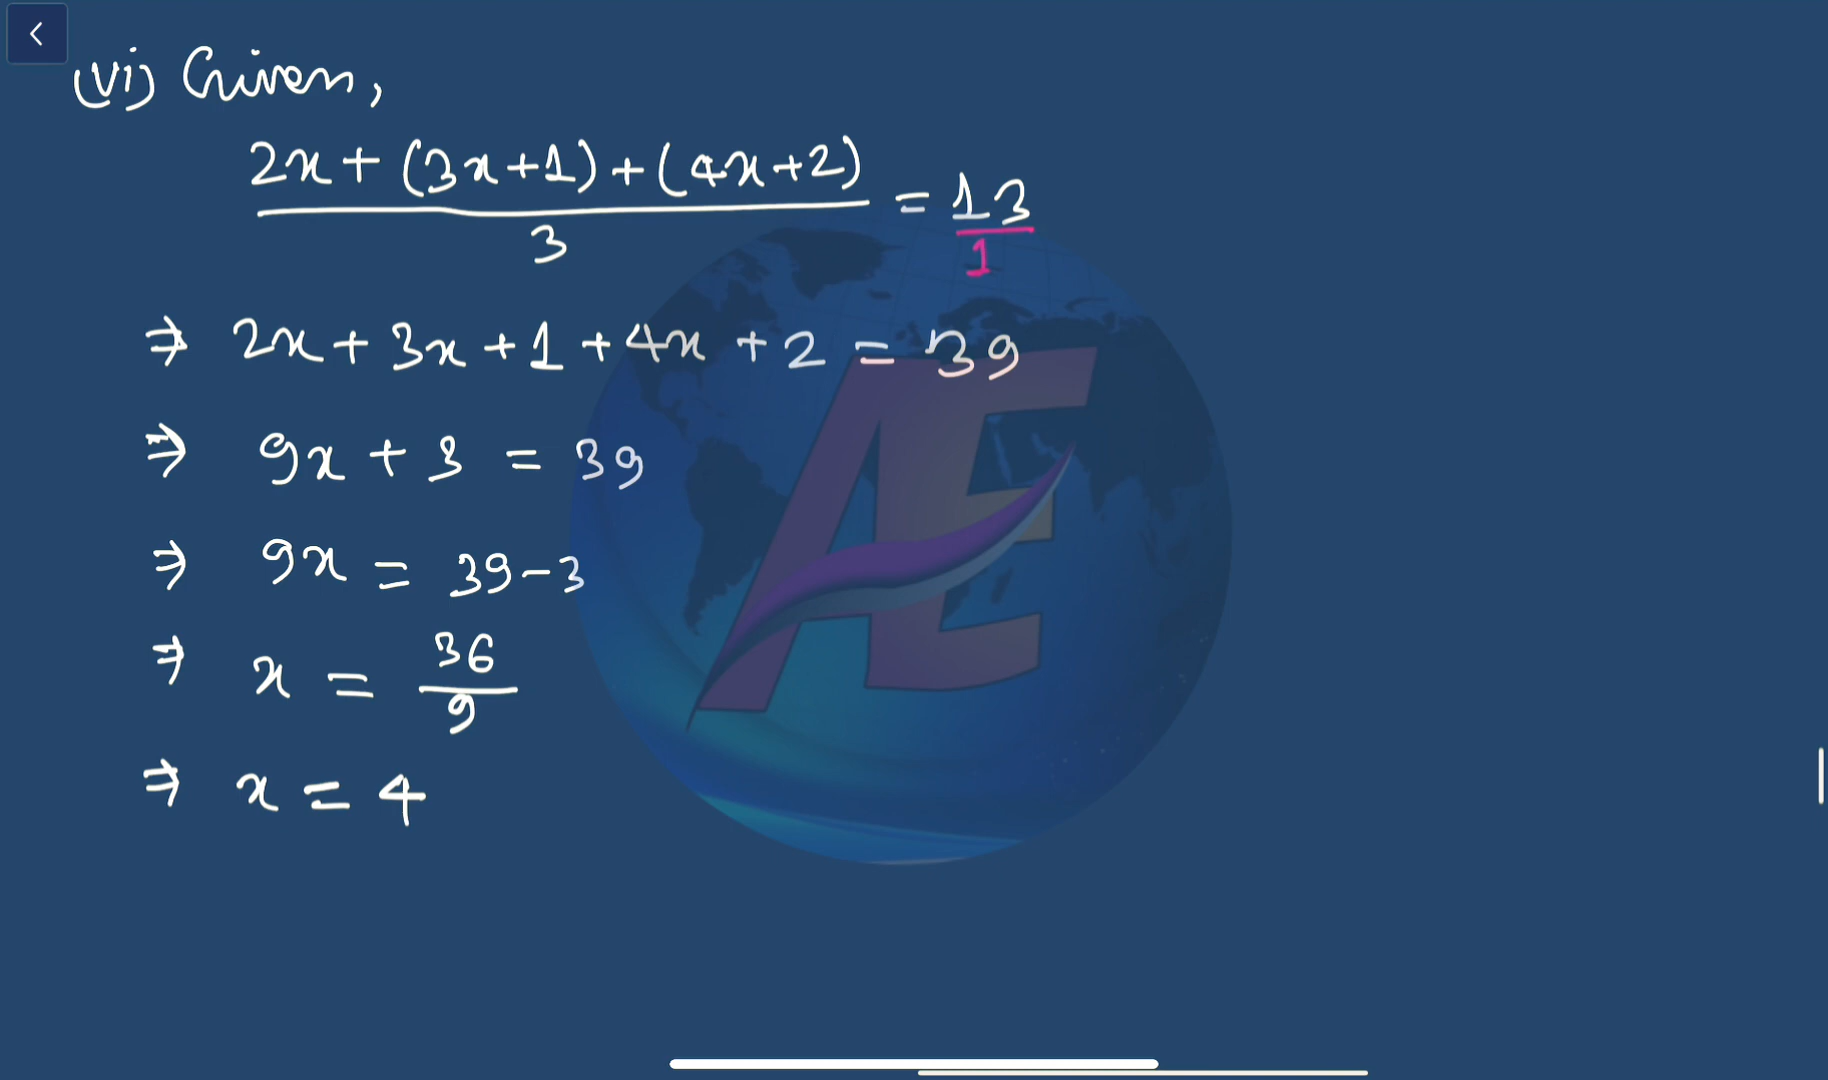 (vi) Given,
2x + (3x+1) + (4x+2) / 3 = 13 / 1
⇒ 2x + 3x + 1 + 4x + 2 = 39
⇒ 9x + 3 = 39
⇒ 9x = 39 - 3
⇒ x = 36 / 9
⇒ x = 4
AE